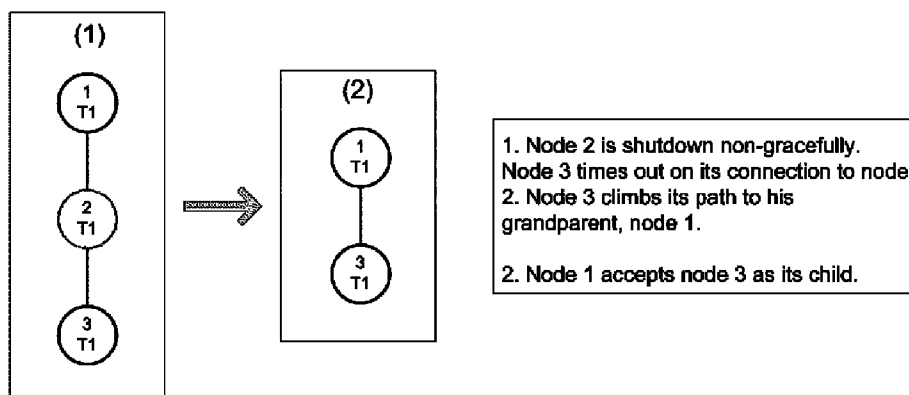 (1)
1
T1
2
T1
3
T1
(2)
1
T1
3
T1
1. Node 2 is shutdown non-gracefully.
Node 3 times out on its connection to node
2. Node 3 climbs its path to his
grandparent, node 1.
2. Node 1 accepts node 3 as its child.